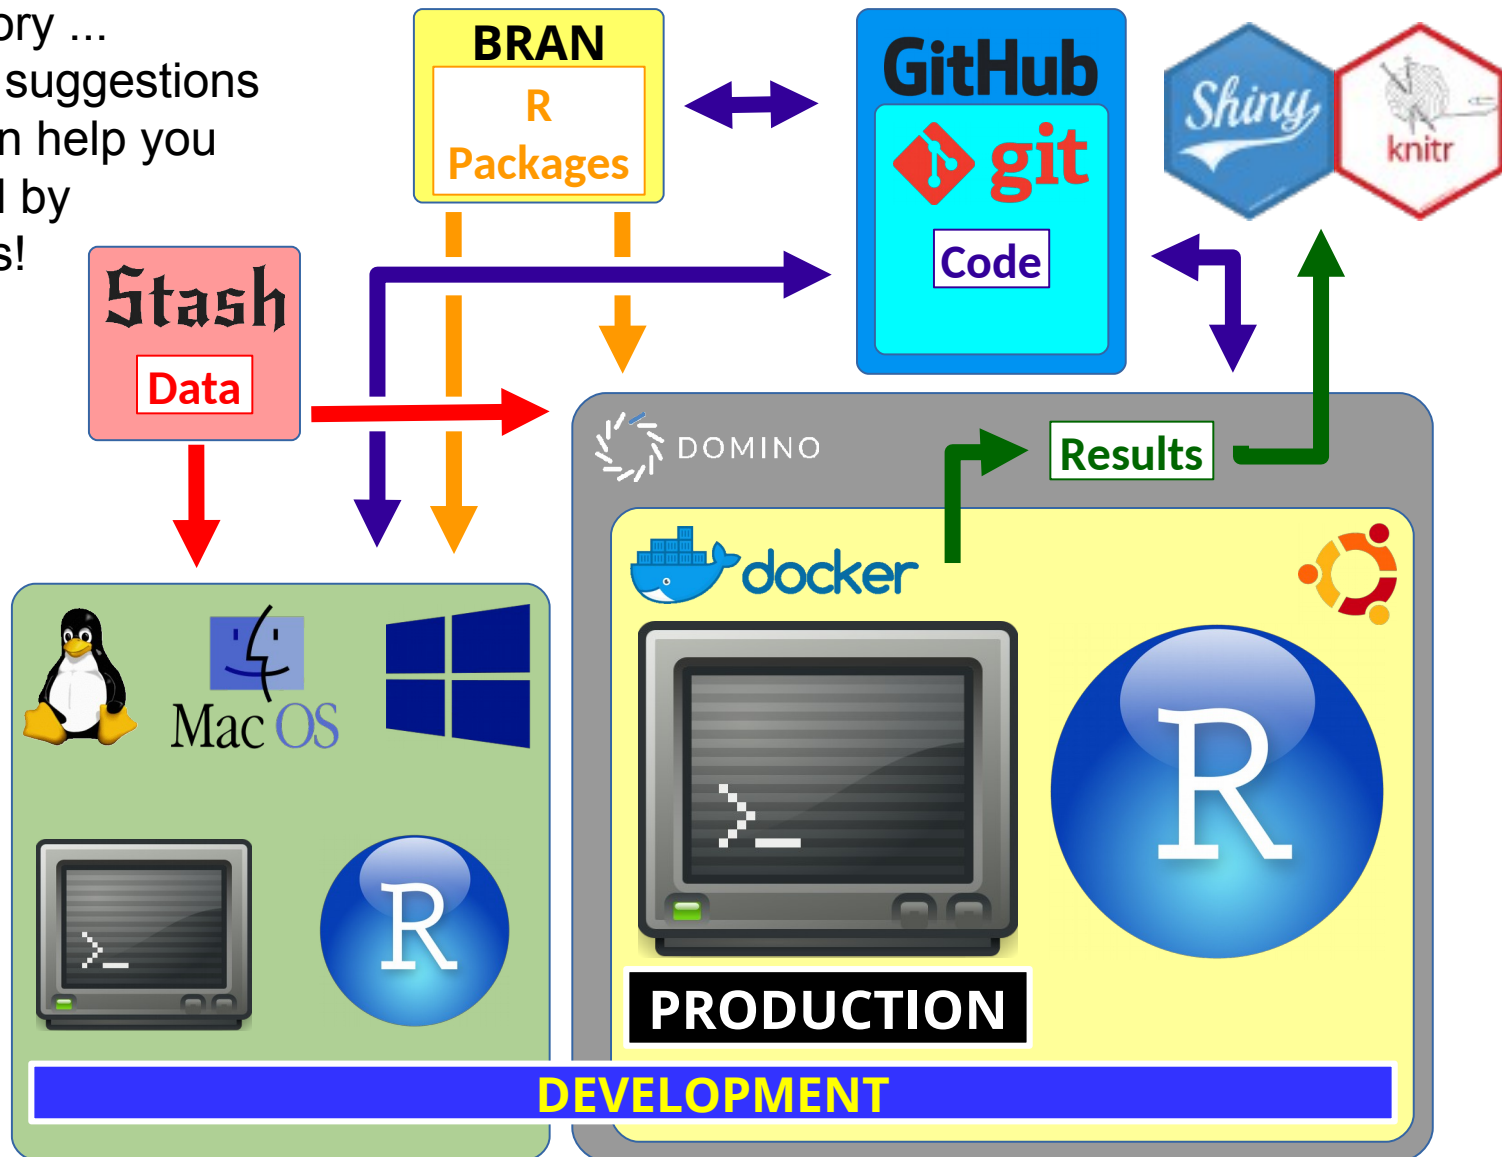 ory ...
suggestions
n help you
l by
s!
BRAN
R
Packages
GitHub
git
Code
Shiny
knitr
Stash
Data
DOMINO
Results
docker
Mac OS
>_
R
>_
R
PRODUCTION
DEVELOPMENT